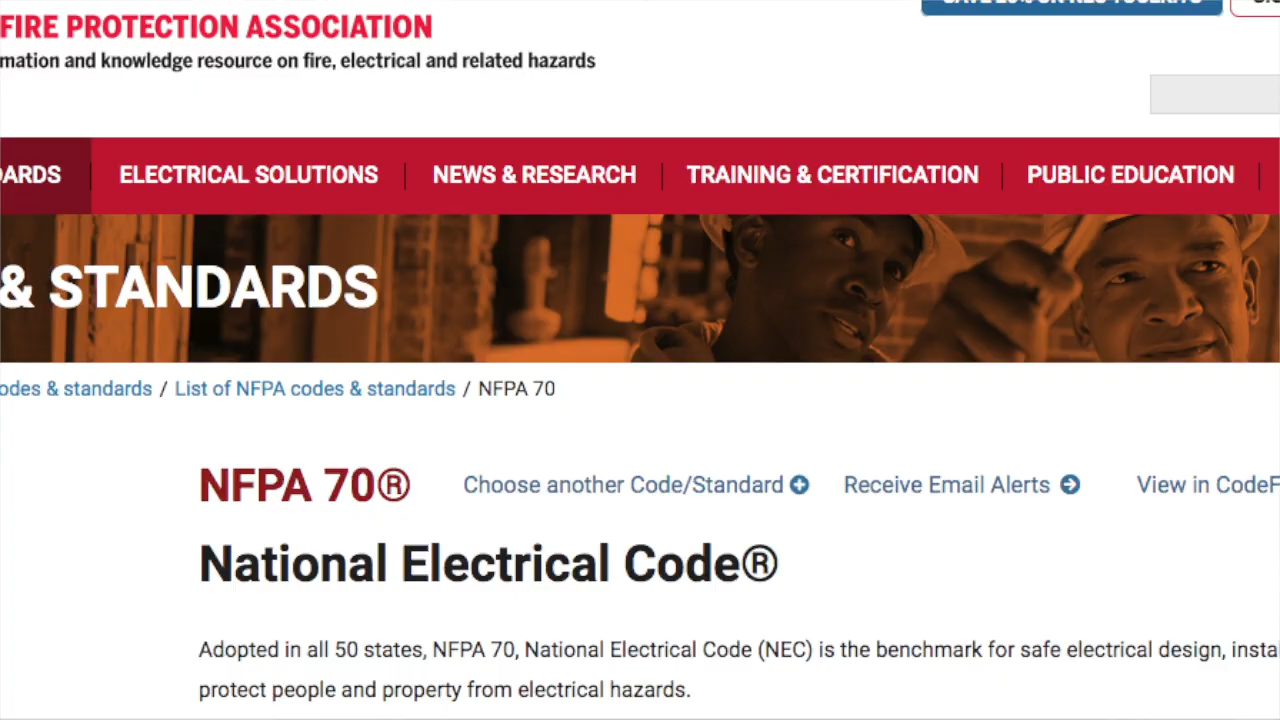 FIRE PROTECTION ASSOCIATION
mation and knowledge resource on fire, electrical and related hazards
ARDS
ELECTRICAL SOLUTIONS
NEWS & RESEARCH
TRAINING & CERTIFICATION
PUBLIC EDUCATION
& STANDARDS
odes & standards / List of NFPA codes & standards / NFPA 70
NFPA 70® Choose another Code/Standard Receive Email Alerts View in CodeF
National Electrical Code®
Adopted in all 50 states, NFPA 70, National Electrical Code (NEC) is the benchmark for safe electrical design, insta
protect people and property from electrical hazards.